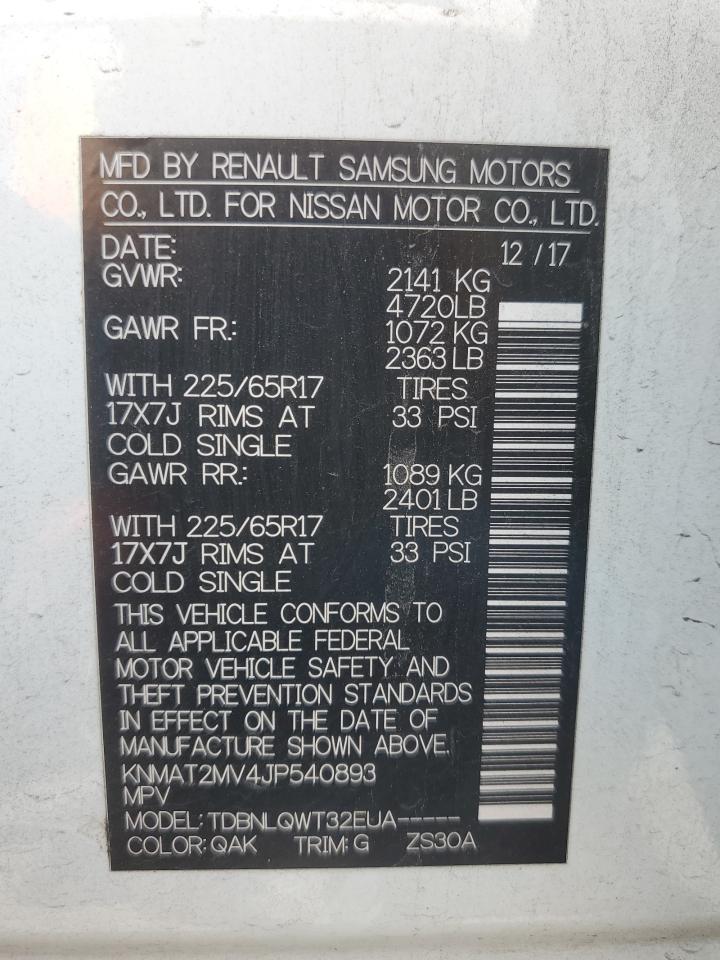 MFD BY RENAULT SAMSUNG MOTORS
CO., LTD. FOR NISSAN MOTOR CO., LTD.
DATE: 12 / 17
GVWR: 2141 KG
4720LB
GAWR FR.: 1072 KG
2363 LB
WITH 225/65R17 TIRES
17X7J RIMS AT 33 PSI
COLD SINGLE
GAWR RR.: 1089 KG
2401 LB
WITH 225/65R17 TIRES
17X7J RIMS AT 33 PSI
COLD SINGLE
THIS VEHICLE CONFORMS TO
ALL APPLICABLE FEDERAL
MOTOR VEHICLE SAFETY AND
THEFT PREVENTION STANDARDS
IN EFFECT ON THE DATE OF
MANUFACTURE SHOWN ABOVE.
KNMAT2MV4JP540893
MPV
MODEL: TDBNLQWT32EUA-----
COLOR: QAK TRIM: G ZS30A